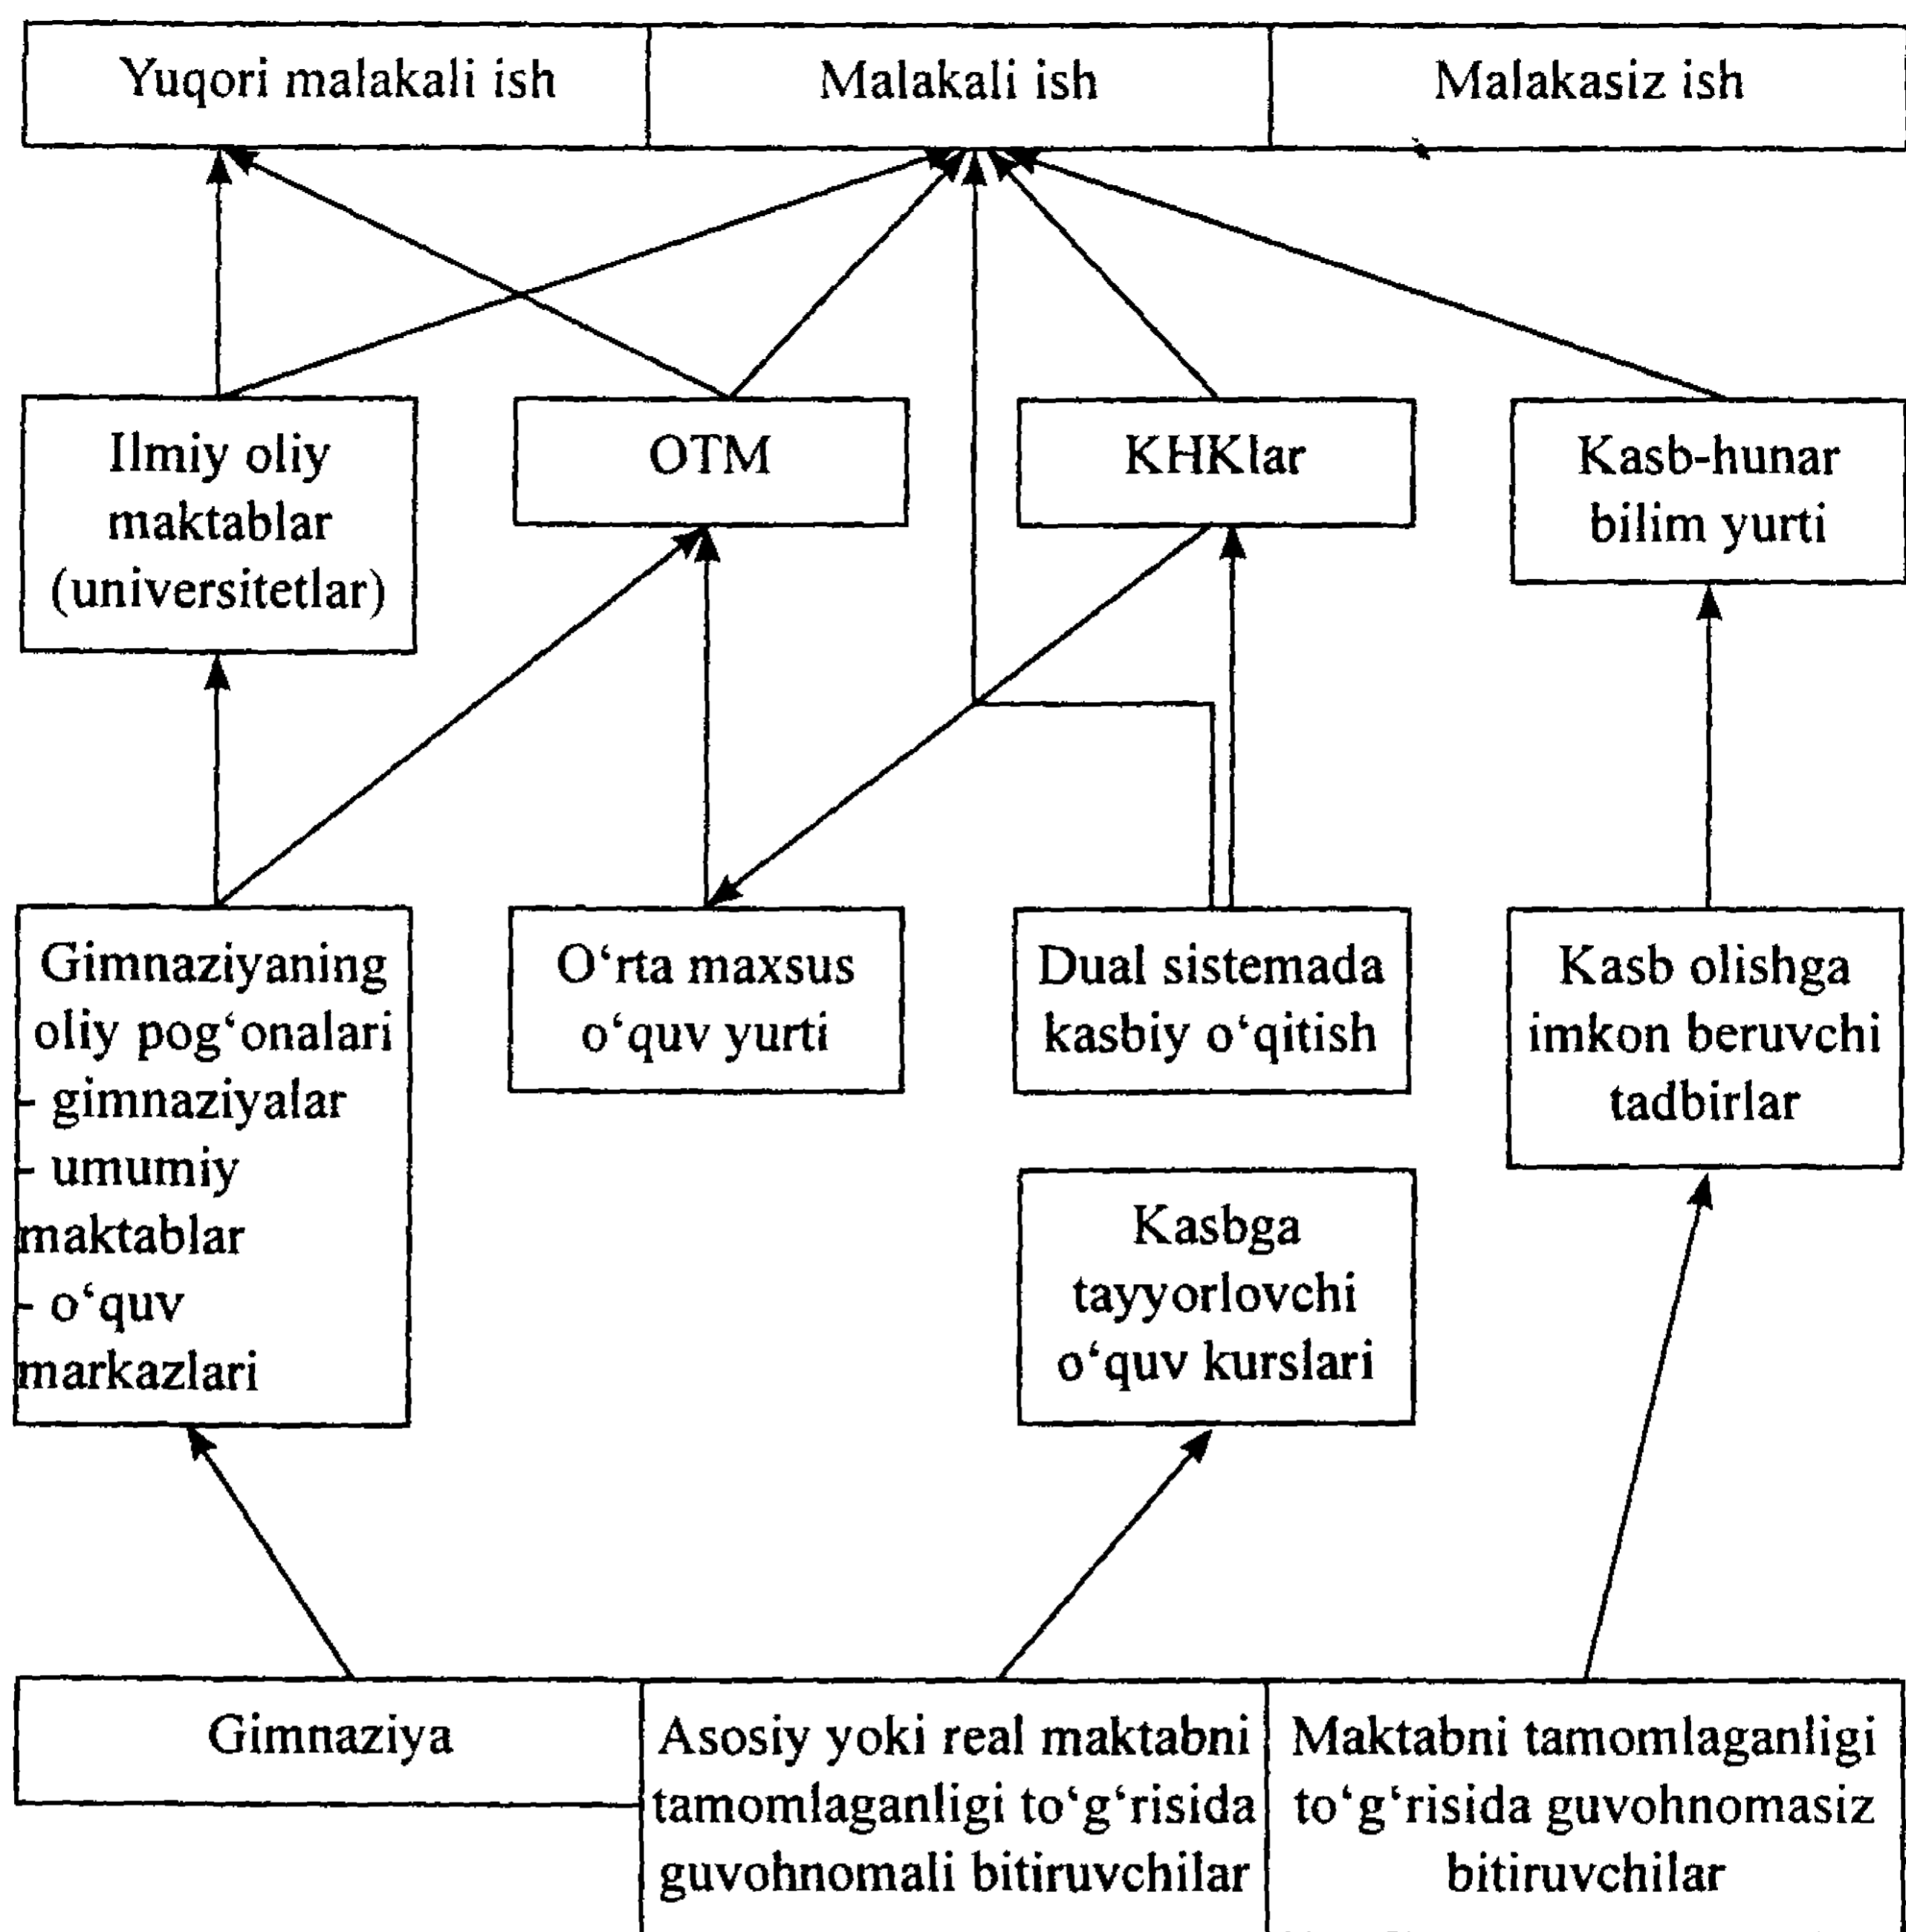 Yuqori malakali ish
Malakali ish
Malakasiz ish
Ilmiy oliy
maktablar
(universitetlar)
OTM
KHKlar
Kasb-hunar
bilim yurti
Gimnaziyaning
oliy pog‘onalari
- gimnaziyalar
- umumiy
maktablar
- o‘quv
markazlari
O‘rta maxsus
o‘quv yurti
Dual sistemada
kasbiy o‘qitish
Kasb olishga
imkon beruvchi
tadbirlar
Kasbga
tayyorlovchi
o‘quv kurslari
Gimnaziya
Asosiy yoki real maktabni
tamomlaganligi to‘g‘risida
guvohnomali bitiruvchilar
Maktabni tamomlaganligi
to‘g‘risida guvohnomasiz
bitiruvchilar